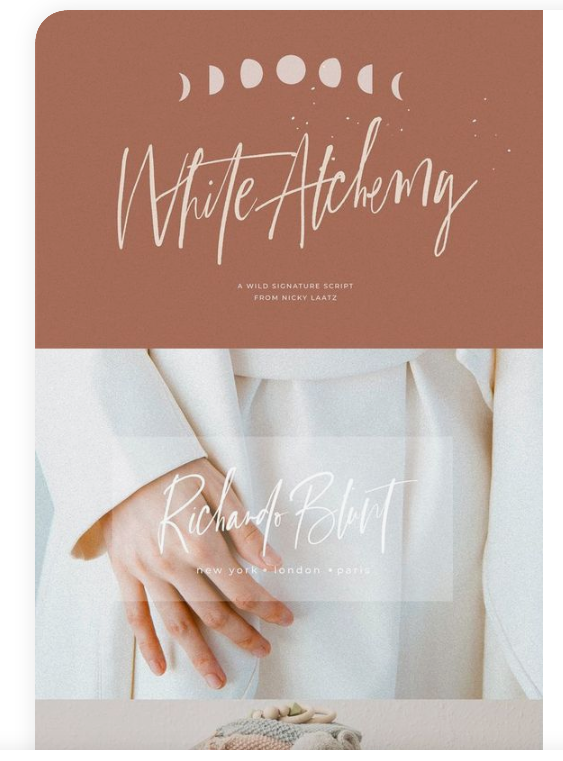 White Alchemy
A WILD SIGNATURE SCRIPT
FROM NICKY LAATZ
Richardo Blunt
new york • london • paris